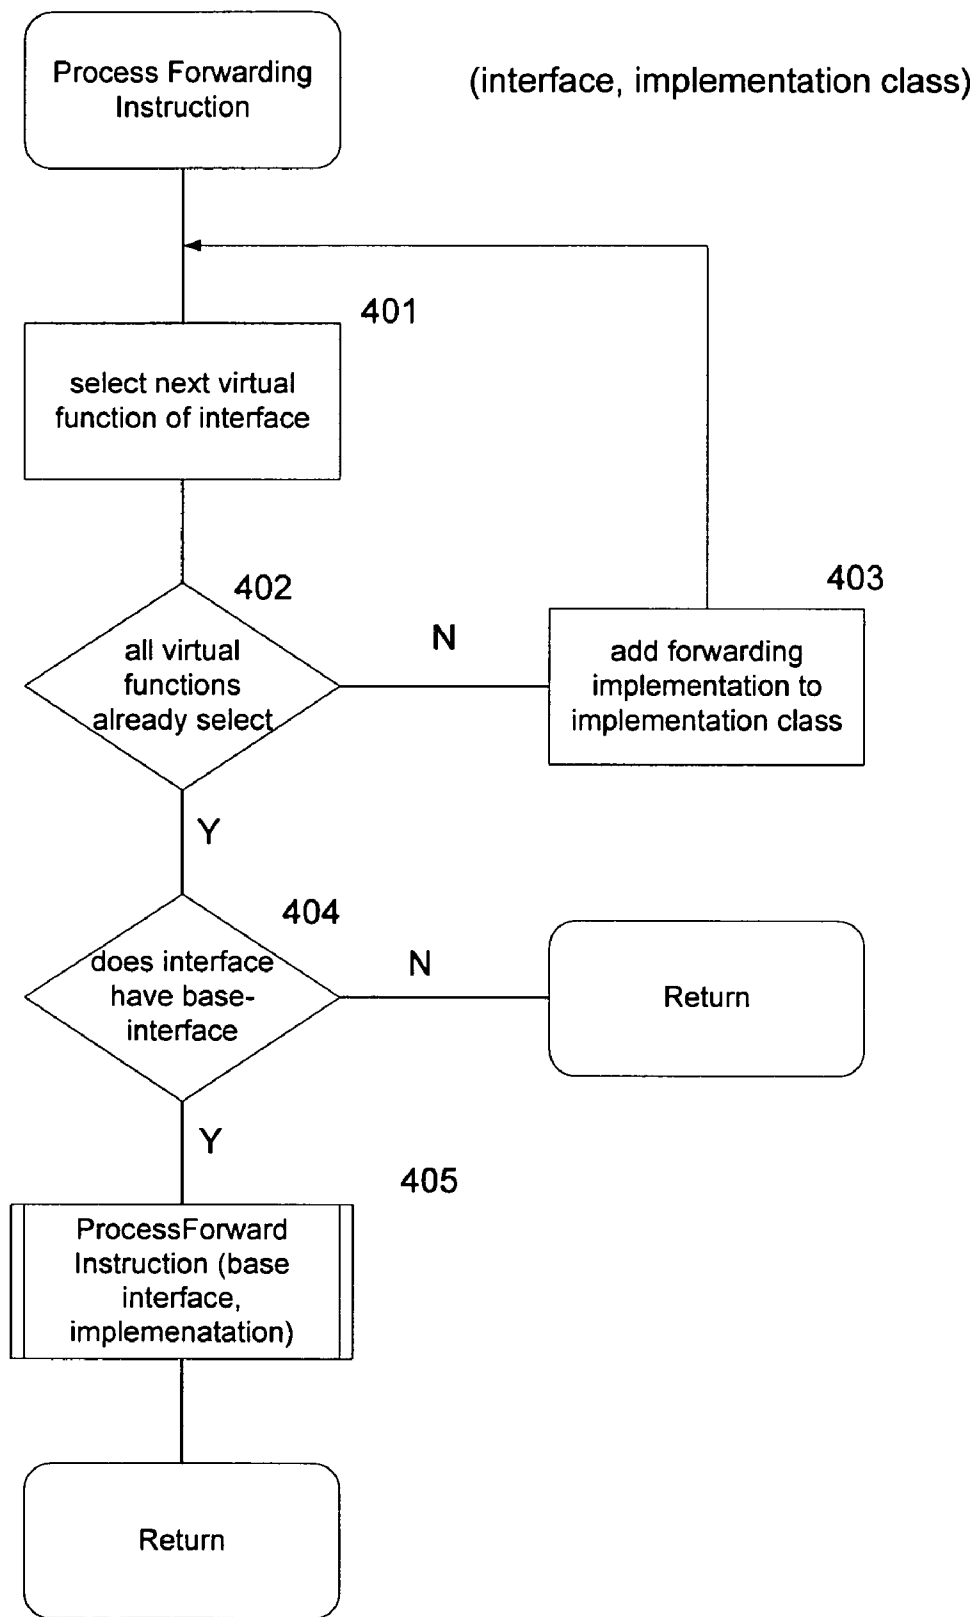 Process Forwarding
Instruction
(interface, implementation class)
401
select next virtual
function of interface
402
403
all virtual
functions
already select
N
add forwarding
implementation to
implementation class
Y
404
does interface
have base-
interface
N
Return
Y
405
ProcessForward
Instruction (base
interface,
implemenatation)
Return